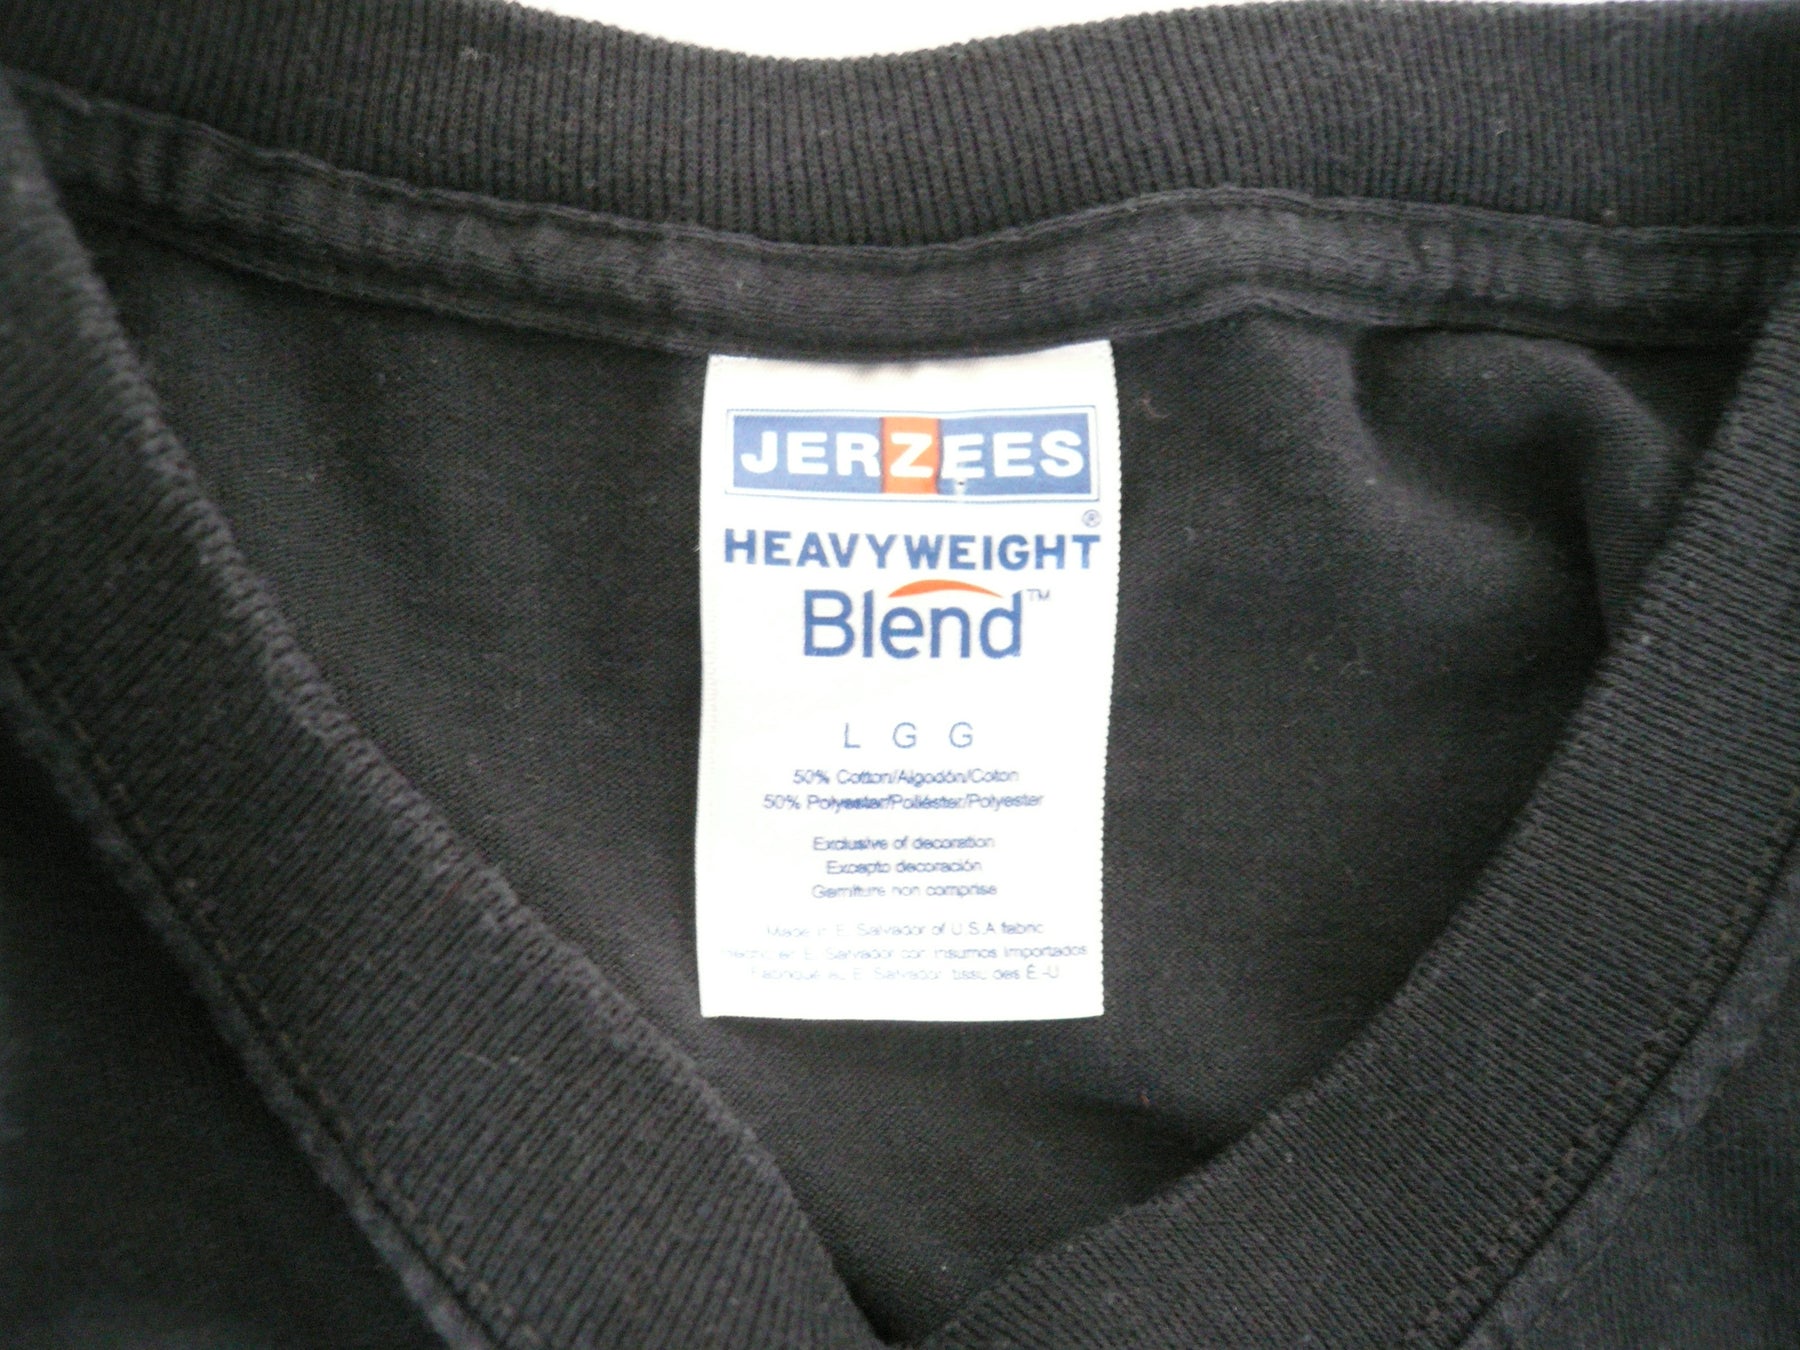 JERZEES
®
HEAVYWEIGHT
Blend™
L G G
50% Cotton/Algodón/Coton
50% Polyester/Poliéster/Polyester
Exclusive of decoration
Excepto decoración
Garniture non comprise
Made in El Salvador of U.S.A fabric
Hecho en El Salvador con insumos importados
Fabriqué au El Salvador, tissu des É.-U